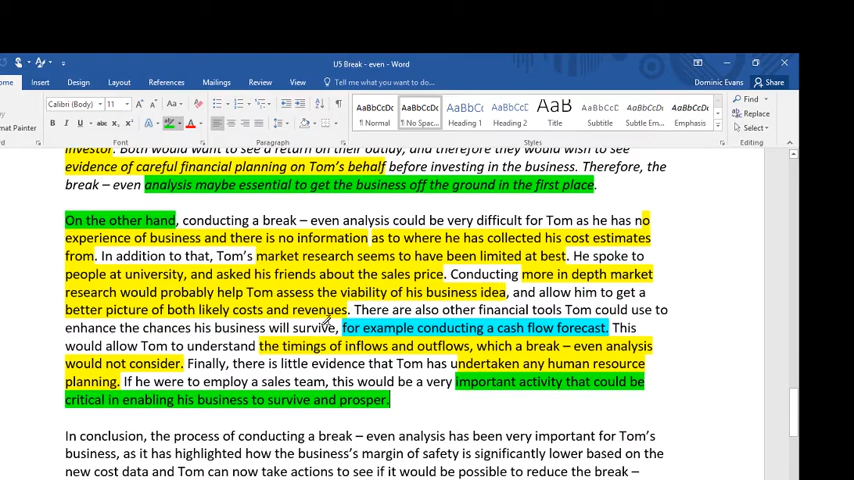 U5 Break - even - Word
ome Insert Design Layout References Mailings Review View Tell me what you want to do... Dominic Evans Share
Calibri (Body) 11 A A Aa AaBbCcDc AaBbCcDc AaBbCc AaBbCcC AaB AaBbCcC AaBbCcDc AaBbCcDc Find
Replace
mat Painter B I U abc A A ¶ Normal ¶ No Spac... Heading 1 Heading 2 Title Subtitle Subtle Em... Emphasis Select
Font Paragraph Styles Editing
investor. Both would want to see a return on their outlay, and therefore they would wish to see
evidence of careful financial planning on Tom's behalf before investing in the business. Therefore, the
break – even analysis maybe essential to get the business off the ground in the first place.
On the other hand, conducting a break – even analysis could be very difficult for Tom as he has no
experience of business and there is no information as to where he has collected his cost estimates
from. In addition to that, Tom's market research seems to have been limited at best. He spoke to
people at university, and asked his friends about the sales price. Conducting more in depth market
research would probably help Tom assess the viability of his business idea, and allow him to get a
better picture of both likely costs and revenues. There are also other financial tools Tom could use to
enhance the chances his business will survive, for example conducting a cash flow forecast. This
would allow Tom to understand the timings of inflows and outflows, which a break – even analysis
would not consider. Finally, there is little evidence that Tom has undertaken any human resource
planning. If he were to employ a sales team, this would be a very important activity that could be
critical in enabling his business to survive and prosper.
In conclusion, the process of conducting a break – even analysis has been very important for Tom's
business, as it has highlighted how the business's margin of safety is significantly lower based on the
new cost data and Tom can now take actions to see if it would be possible to reduce the break –